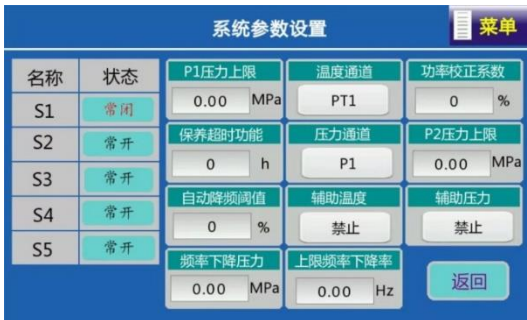 系统参数设置
菜单
名称 状态
S1 常闭
S2 常开
S3 常开
S4 常开
S5 常开
P1压力上限 温度通道 功率校正系数
0.00 MPa PT1 0 %
保养超时功能 压力通道 P2压力上限
0 h P1 0.00 MPa
自动降频阈值 辅助温度 辅助压力
0 % 禁止 禁止
频率下降压力 上限频率下降率
0.00 MPa 0.00 Hz
返回